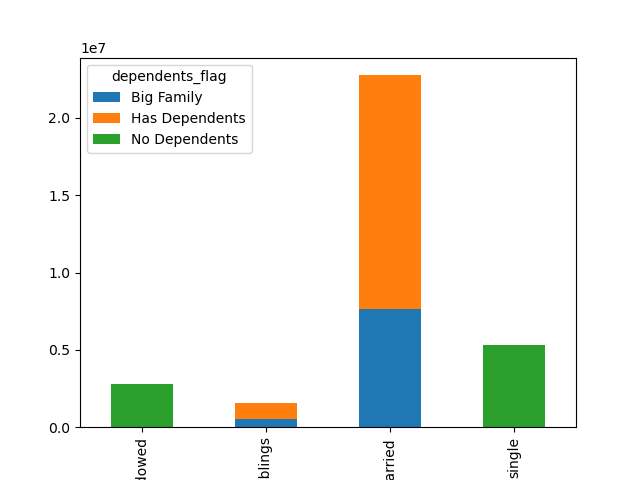 1e7
dependents_flag
Big Family
Has Dependents
No Dependents
2.0
1.5
1.0
0.5
0.0
dowed
blings
arried
single